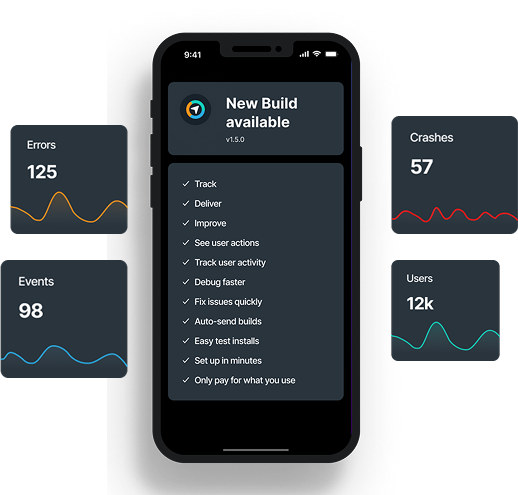 9:41
New Build
available
v1.5.0
Errors
125
Crashes
57
Track
Deliver
Improve
See user actions
Track user activity
Debug faster
Fix issues quickly
Auto-send builds
Easy test installs
Set up in minutes
Only pay for what you use
Events
98
Users
12k